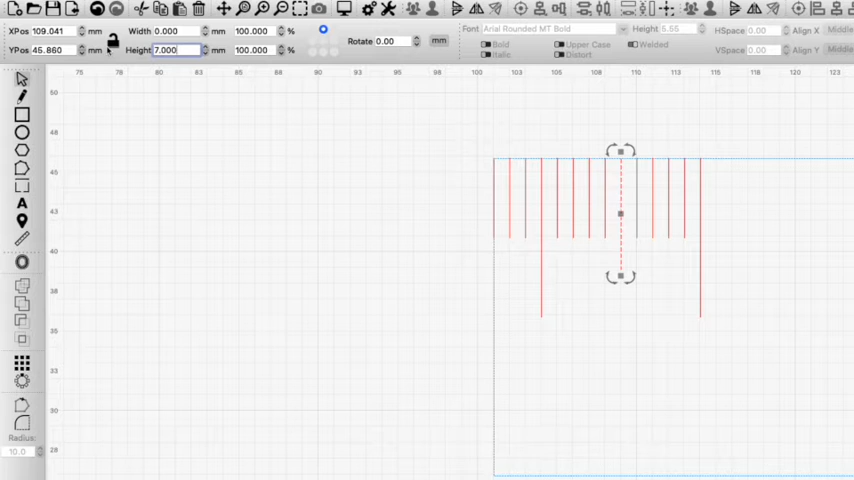 XPos 109.041 mm Width 0.000 mm 100.000 % Rotate 0.00 mm Font Arial Rounded MT Bold Height 5.55 HSpace 0.00 Align X Middle
YPos 45.860 mm Height 7.000 mm 100.000 % Bold Upper Case Welded VSpace 0.00 Align Y Middle
Italic Distort
75 78 80 83 85 88 90 93 95 98 100 103 105 108 110 113 115 118 120 123
50
48
45
43
40
38
35
33
30
28
A
Radius:
10.0